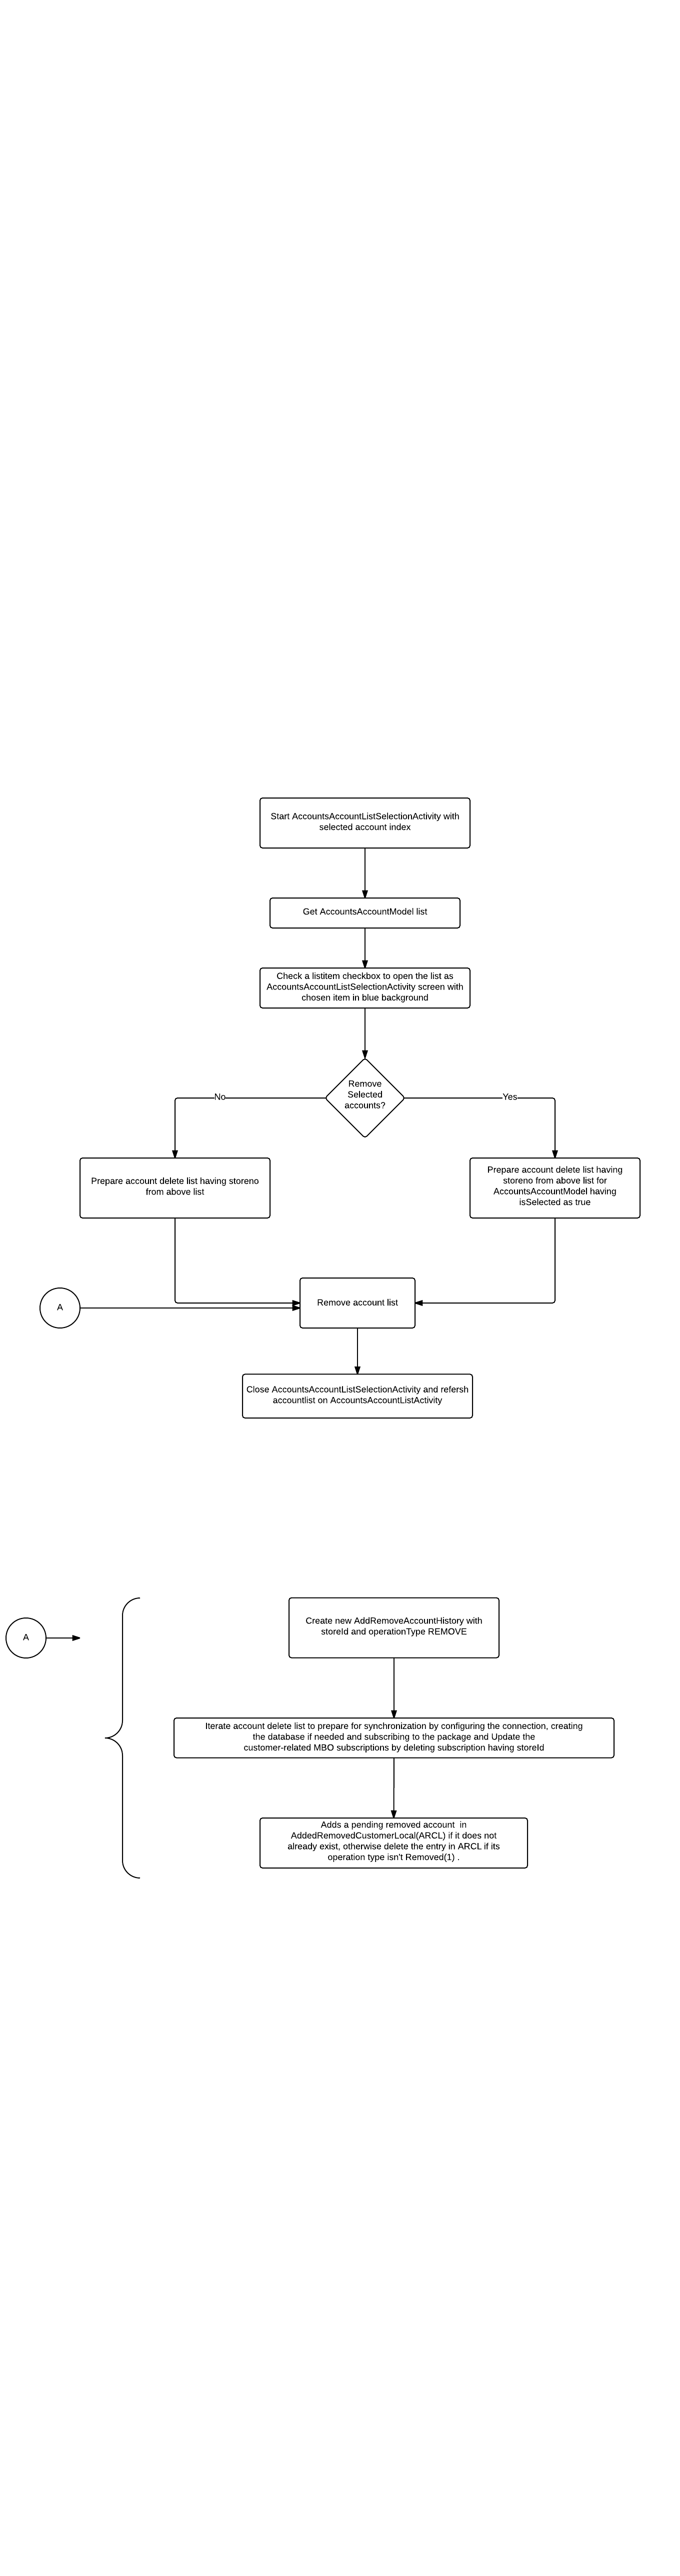 Start AccountsAccountListSelectionActivity with
selected account index
Get AccountsAccountModel list
Check a listitem checkbox to open the list as
AccountsAccountListSelectionActivity screen with
chosen item in blue background
Remove
Selected
accounts?
No
Yes
Prepare account delete list having storeno
from above list
Prepare account delete list having
storeno from above list for
AccountsAccountModel having
isSelected as true
A
Remove account list
Close AccountsAccountListSelectionActivity and refersh
accountlist on AccountsAccountListActivity
A
Create new AddRemoveAccountHistory with
storeId and operationType REMOVE
Iterate account delete list to prepare for synchronization by configuring the connection, creating
the database if needed and subscribing to the package and Update the
customer-related MBO subscriptions by deleting subscription having storeId
Adds a pending removed account  in
AddedRemovedCustomerLocal(ARCL) if it does not
already exist, otherwise delete the entry in ARCL if its
operation type isn't Removed(1) .